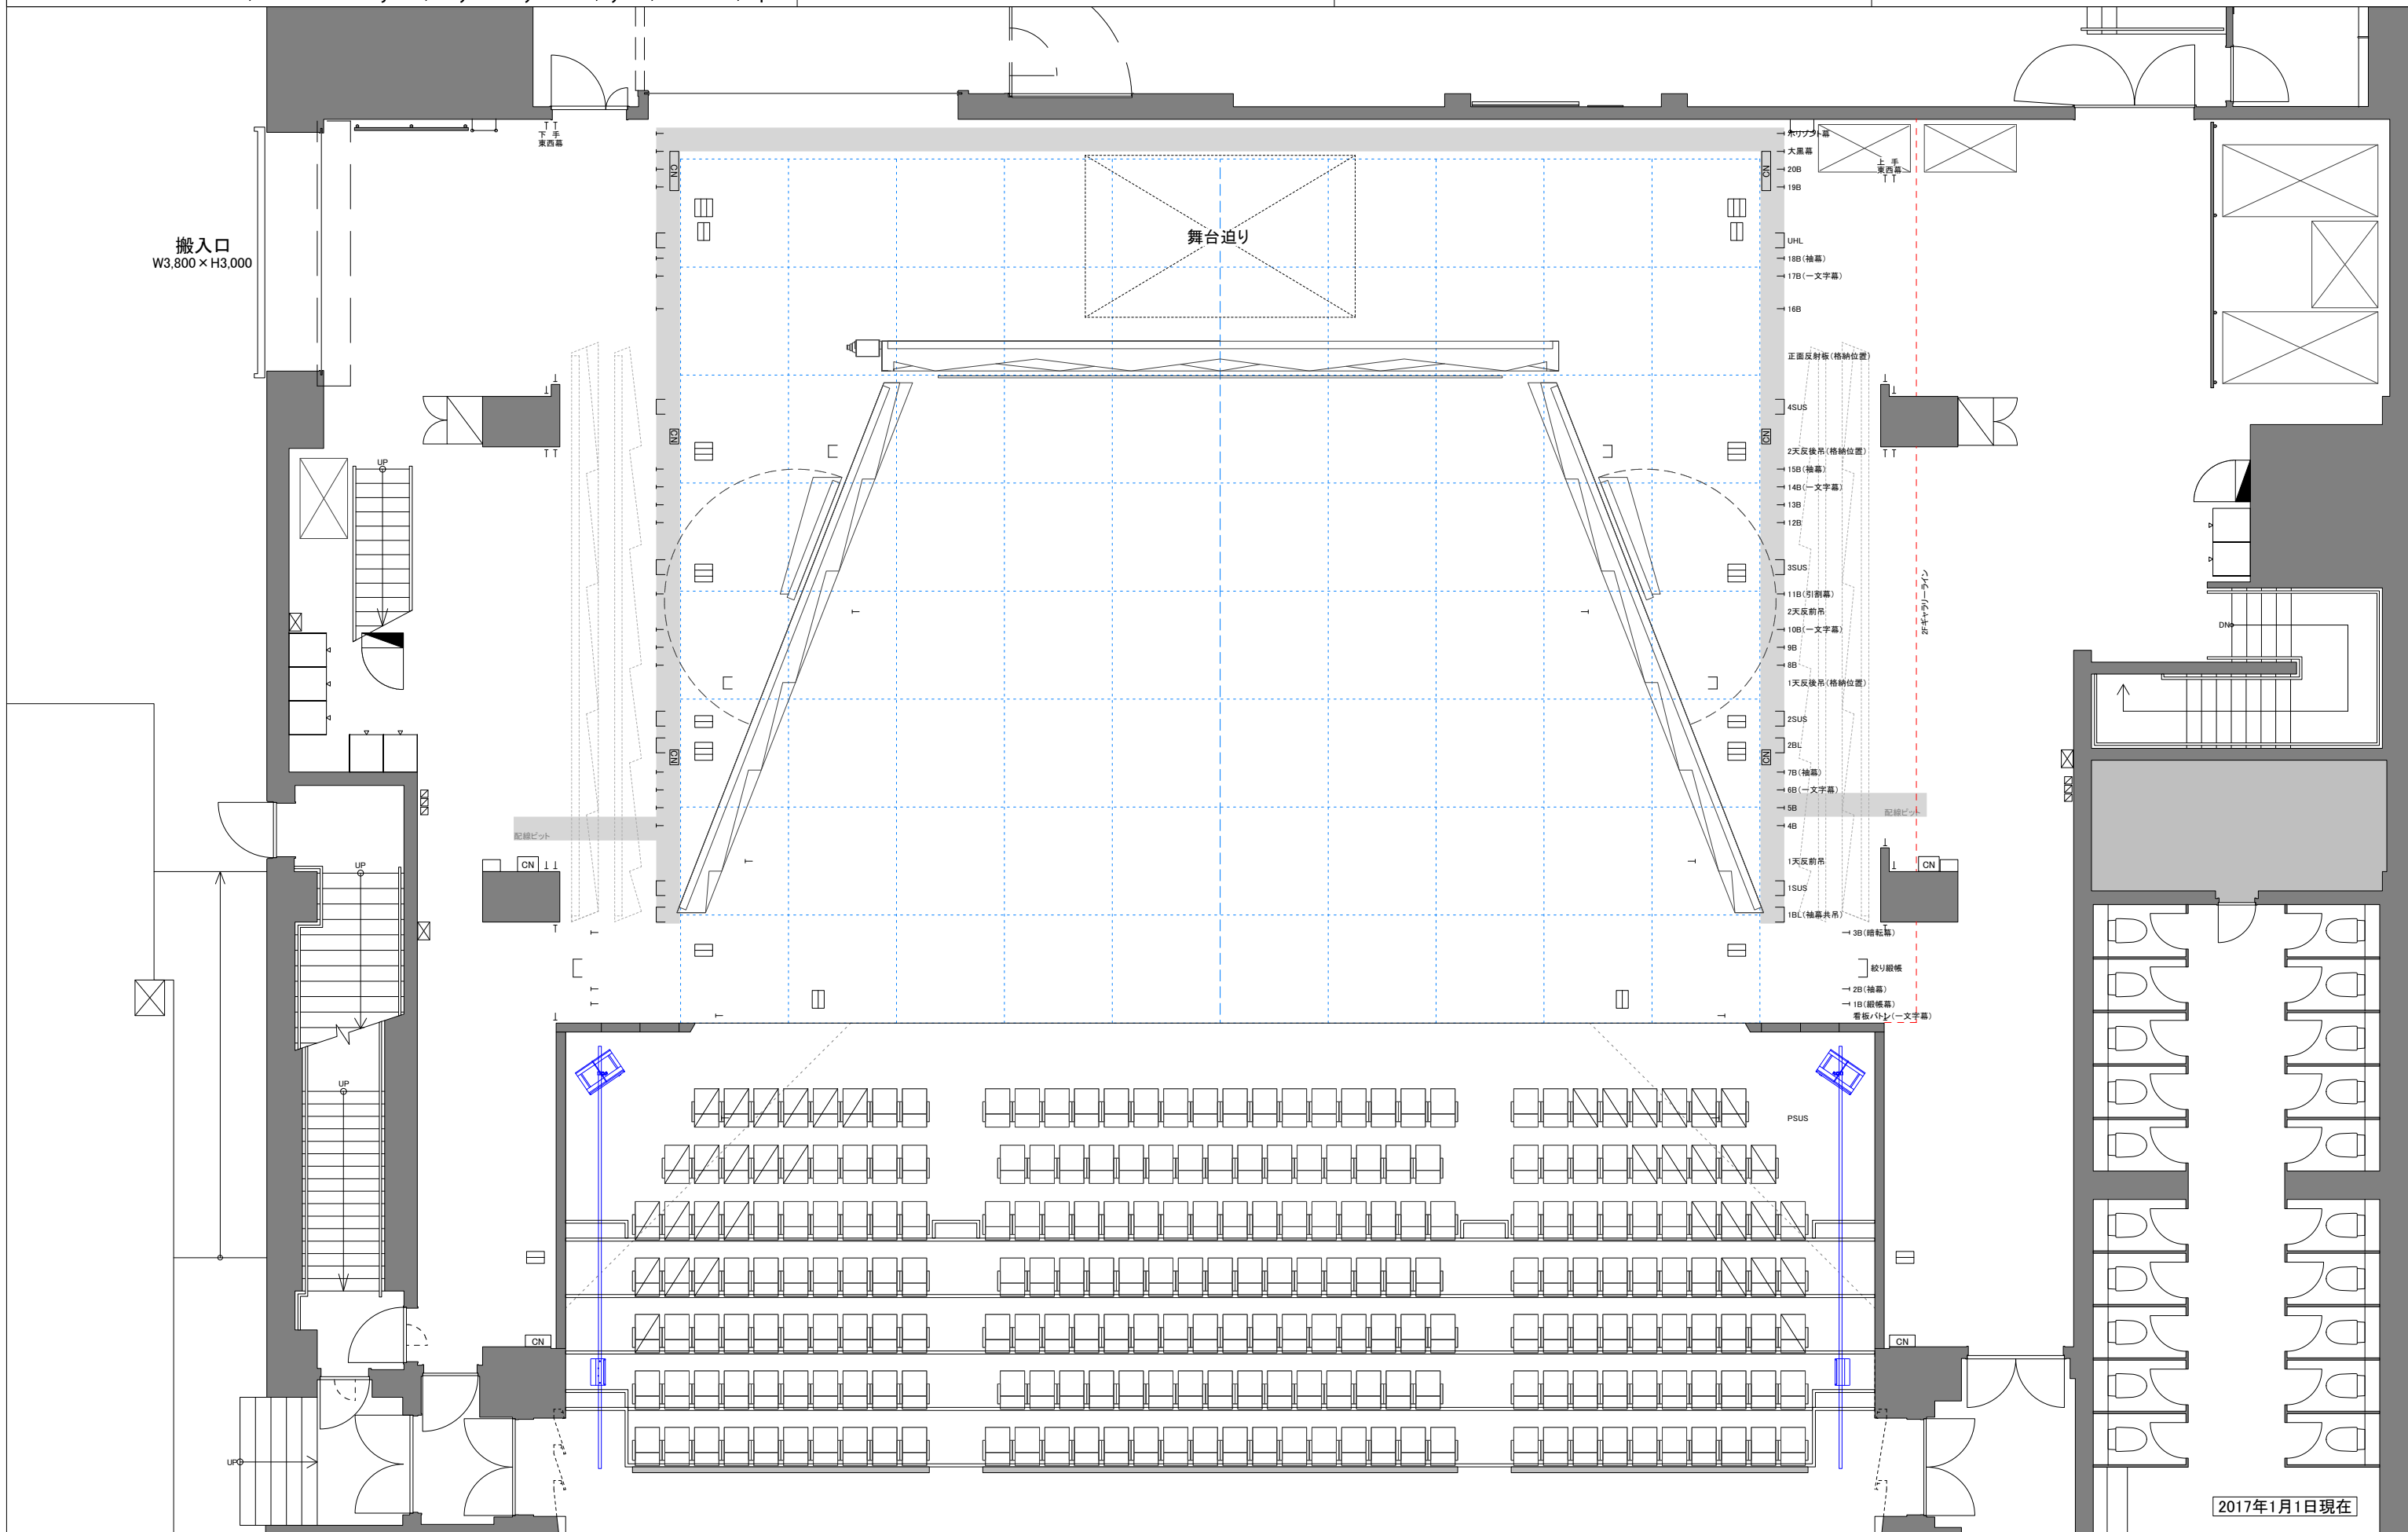 下 手
東西幕
搬入口
W3,800×H3,000
舞台迫り
CN
CN
ホリゾント幕
大黒幕
20B
19B
上 手
東西幕
UHL
18B(袖幕)
17B(一文字幕)
16B
正面反射板(格納位置)
4SUS
CN
CN
2天反後吊(格納位置)
15B(袖幕)
14B(一文字幕)
13B
12B
3SUS
11B(引割幕)
2天反前吊
10B(一文字幕)
9B
8B
1天反後吊(格納位置)
2SUS
2BL
CN
CN
7B(袖幕)
6B(一文字幕)
5B
4B
配線ピット
配線ピット
1天反前吊
CN
CN
1SUS
1BL(袖幕共吊)
3B(暗転幕)
絞り緞帳
2B(袖幕)
1B(緞帳幕)
看板バトン(一文字幕)
2Fギャラリーライン
UP
DN
UP
UP
PSUS
CN
CN
UP
2017年1月1日現在